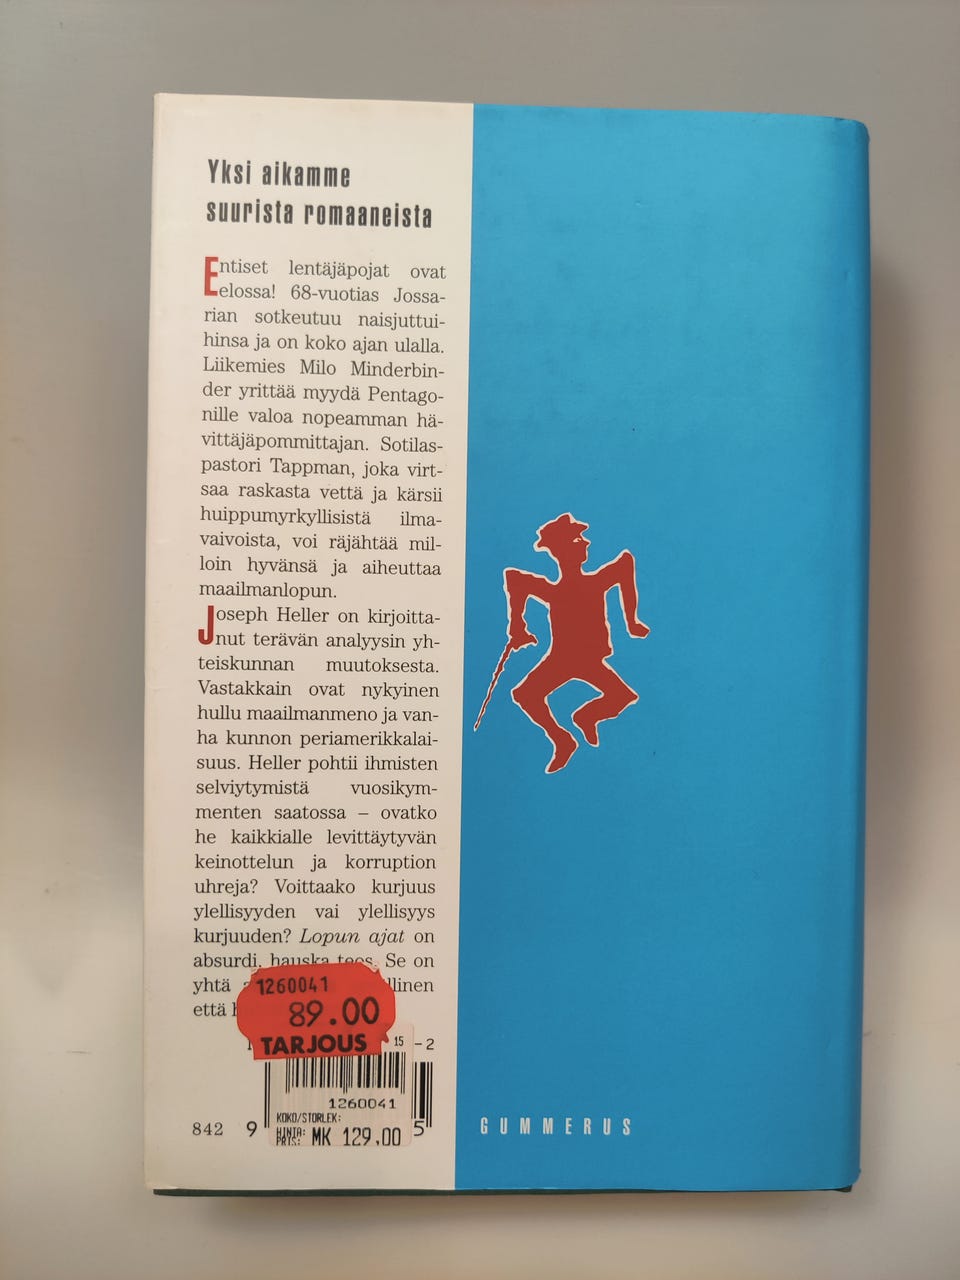 Yksi aikamme
suurista romaaneista
Entiset lentäjäpojat ovat
elossa! 68-vuotias Jossa-
rian sotkeutuu naisjuttui-
hinsa ja on koko ajan ulalla.
Liikemies Milo Minderbin-
der yrittää myydä Pentago-
nille valoa nopeamman hä-
vittäjäpommittajan. Sotilas-
pastori Tappman, joka virt-
saa raskasta vettä ja kärsii
huippumyrkyllisistä ilma-
vaivoista, voi räjähtää mil-
loin hyvänsä ja aiheuttaa
maailmanlopun.
Joseph Heller on kirjoitta-
nut terävän analyysin yh-
teiskunnan muutoksesta.
Vastakkain ovat nykyinen
hullu maailmanmeno ja van-
ha kunnon periamerikkalai-
suus. Heller pohtii ihmisten
selviytymistä vuosikym-
menten saatossa – ovatko
he kaikkialle levittäytyvän
keinottelun ja korruption
uhreja? Voittaako kurjuus
ylellisyyden vai ylellisyys
kurjuuden? Lopun ajat on
absurdi, hauska teos. Se on
yhtä llinen
että
1260041
89.00
TARJOUS
15 -2
1260041
KOKO/STORLEK:
HINTA:
PRIS: MK 129,00
842 9 5
GUMMERUS